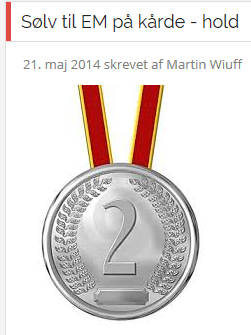 Sølv til EM på kårde - hold
21. maj 2014 skrevet af Martin Wiuff
2